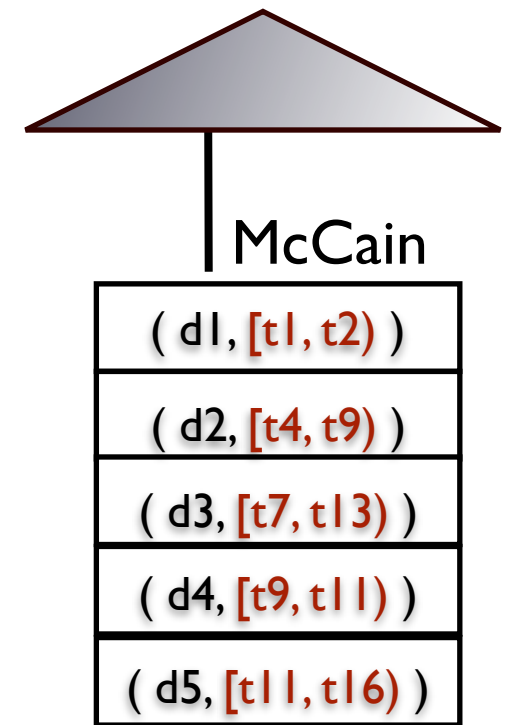 McCain
( d1, [t1, t2) )
( d2, [t4, t9) )
( d3, [t7, t13) )
( d4, [t9, t11) )
( d5, [t11, t16) )